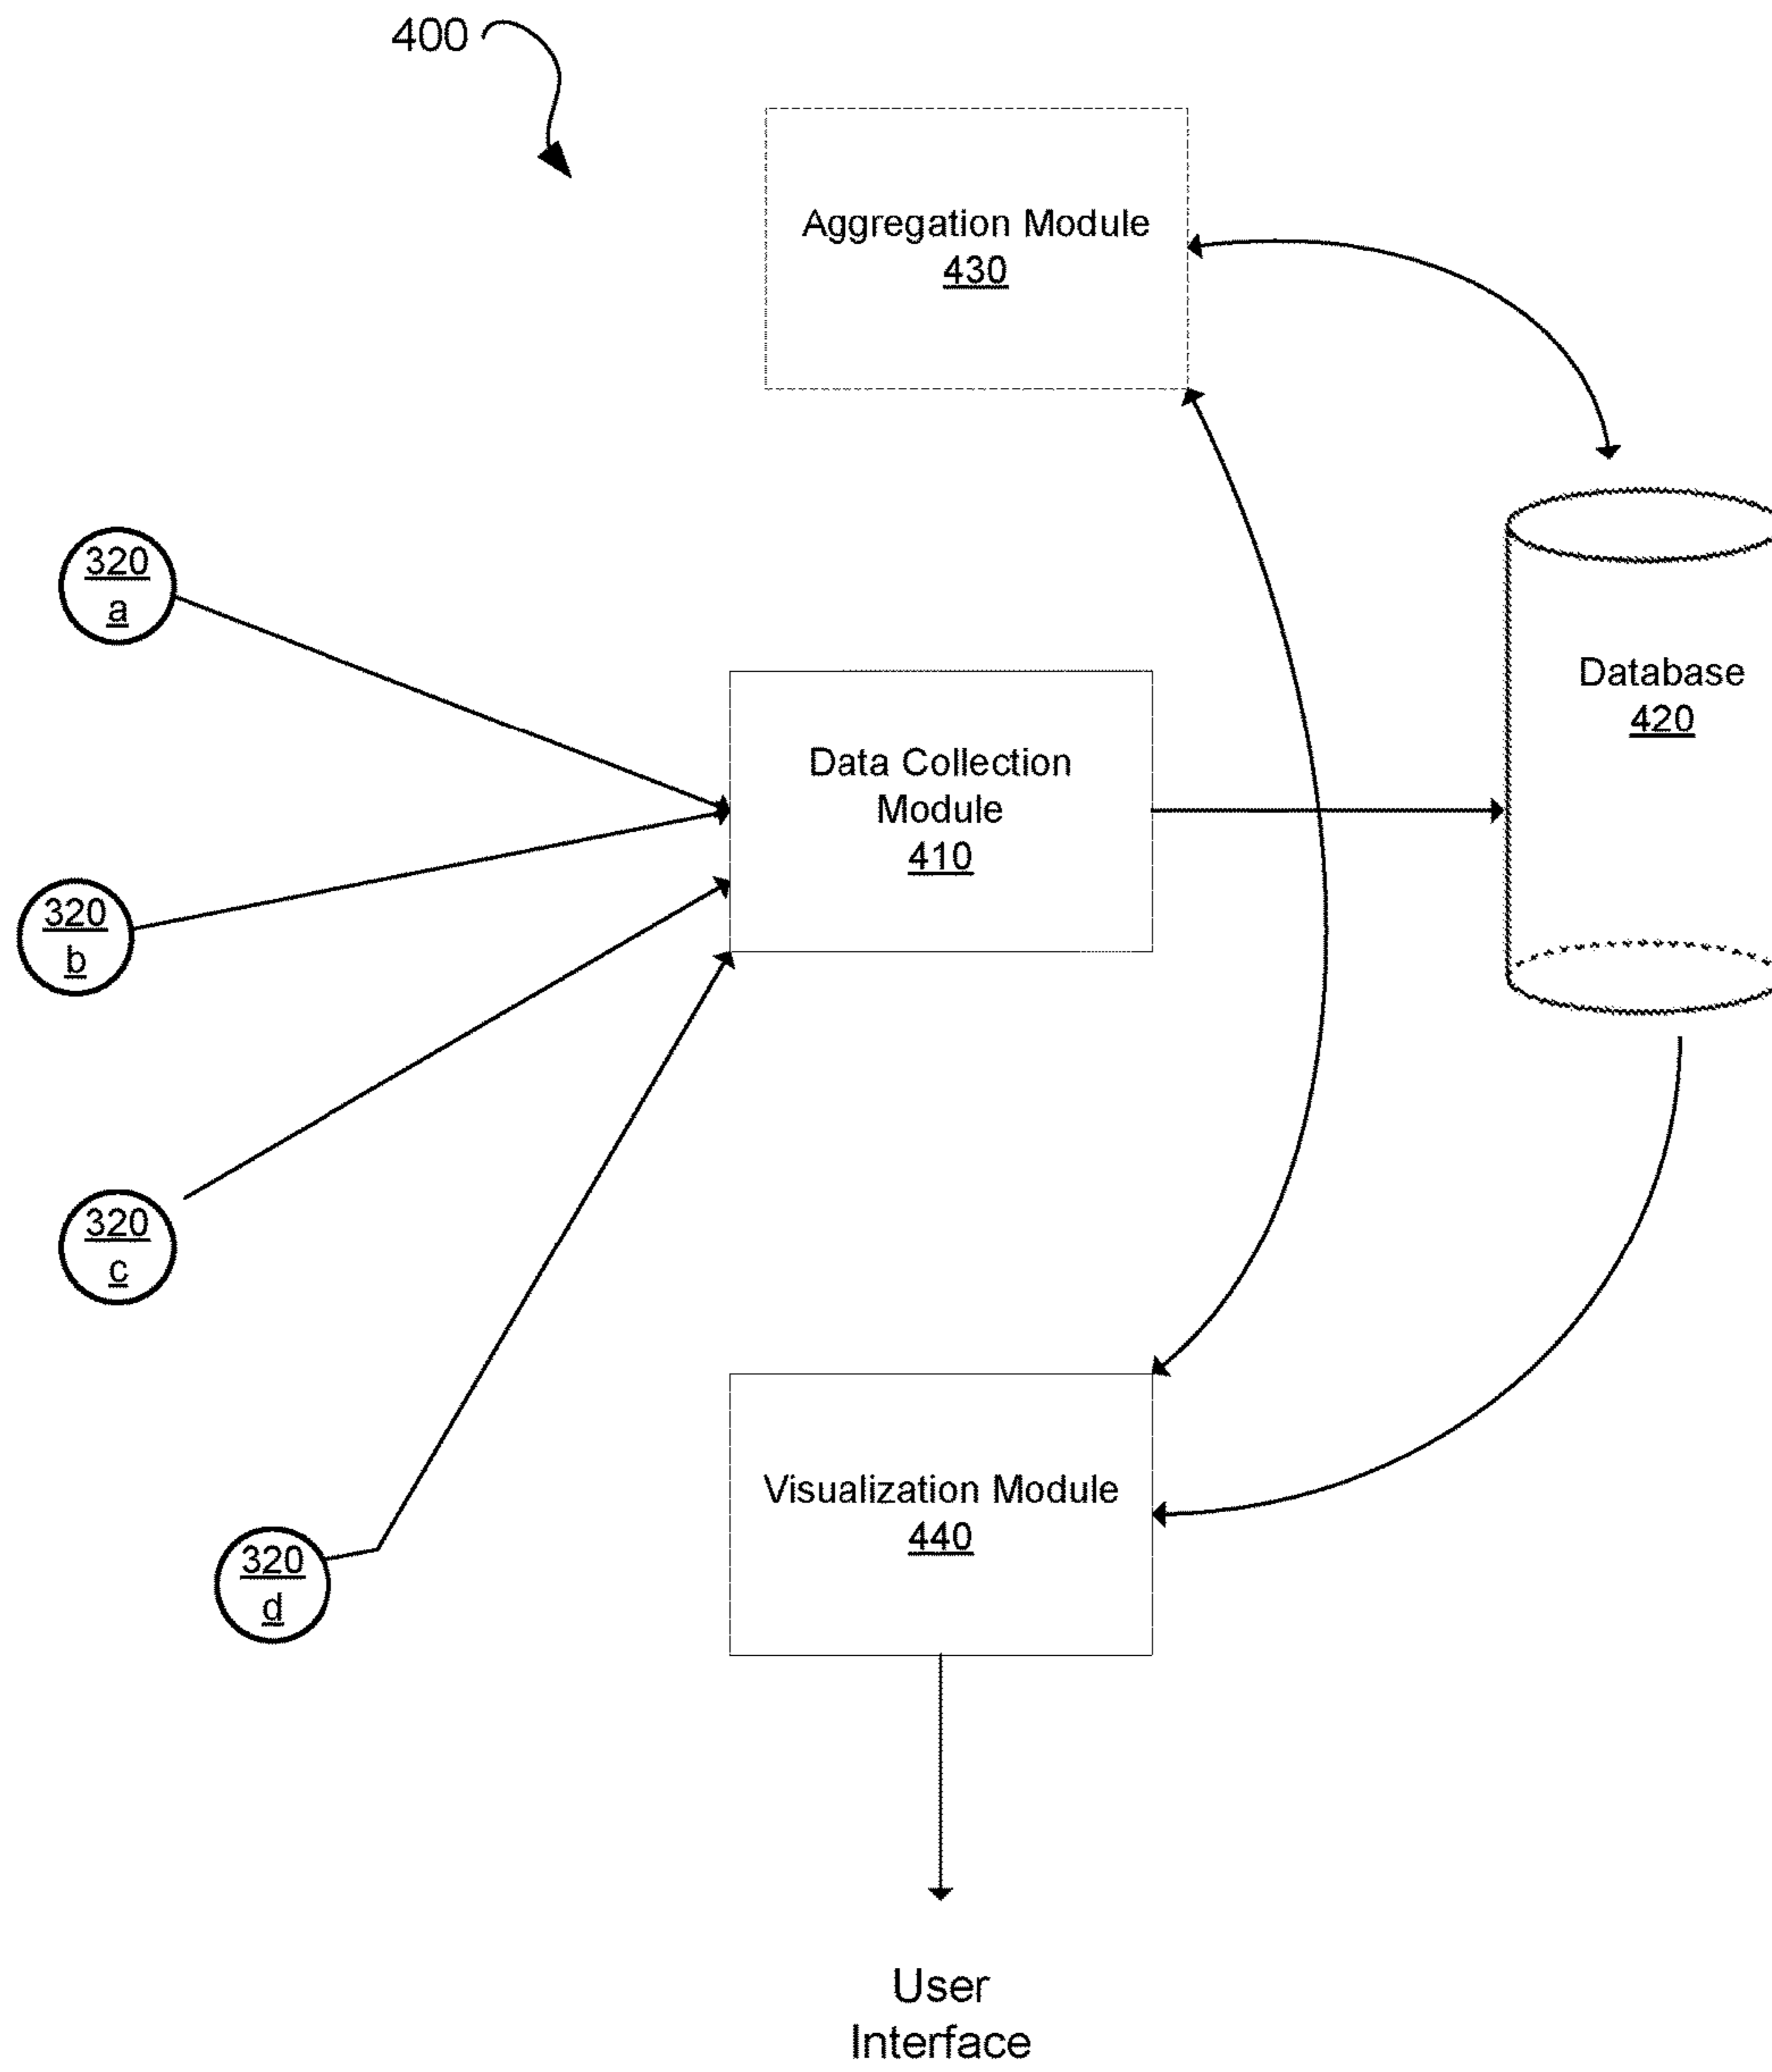 400
Aggregation Module
430
320
a
Database
420
Data Collection
Module
410
320
b
320
c
Visualization Module
440
320
d
User
Interface